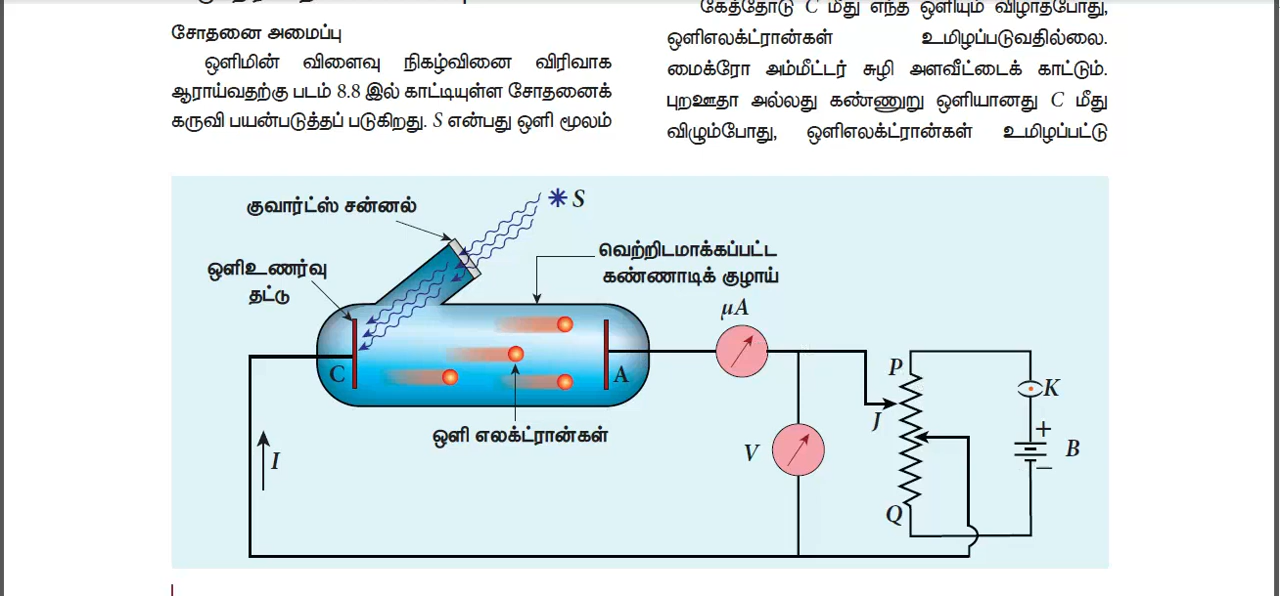 சோதனை அமைப்பு
ஒளிமின் விளைவு நிகழ்வினை விரிவாக
ஆராய்வதற்கு படம் 8.8 இல் காட்டியுள்ள சோதனைக்
கருவி பயன்படுத்தப் படுகிறது. S என்பது ஒளி மூலம்
கேத்தோடு C மீது எந்த ஒளியும் விழாதபோது,
ஒளிஎலக்ட்ரான்கள் உமிழப்படுவதில்லை.
மைக்ரோ அம்மீட்டர் சுழி அளவீட்டைக் காட்டும்.
புறஊதா அல்லது கண்ணுறு ஒளியானது C மீது
விழும்போது, ஒளிஎலக்ட்ரான்கள் உமிழப்பட்டு
குவார்ட்ஸ் சன்னல்
S
ஒளிஉணர்வு
தட்டு
வெற்றிடமாக்கப்பட்ட
கண்ணாடிக் குழாய்
µA
C
A
ஒளி எலக்ட்ரான்கள்
I
V
P
J
Q
K
+
B
−